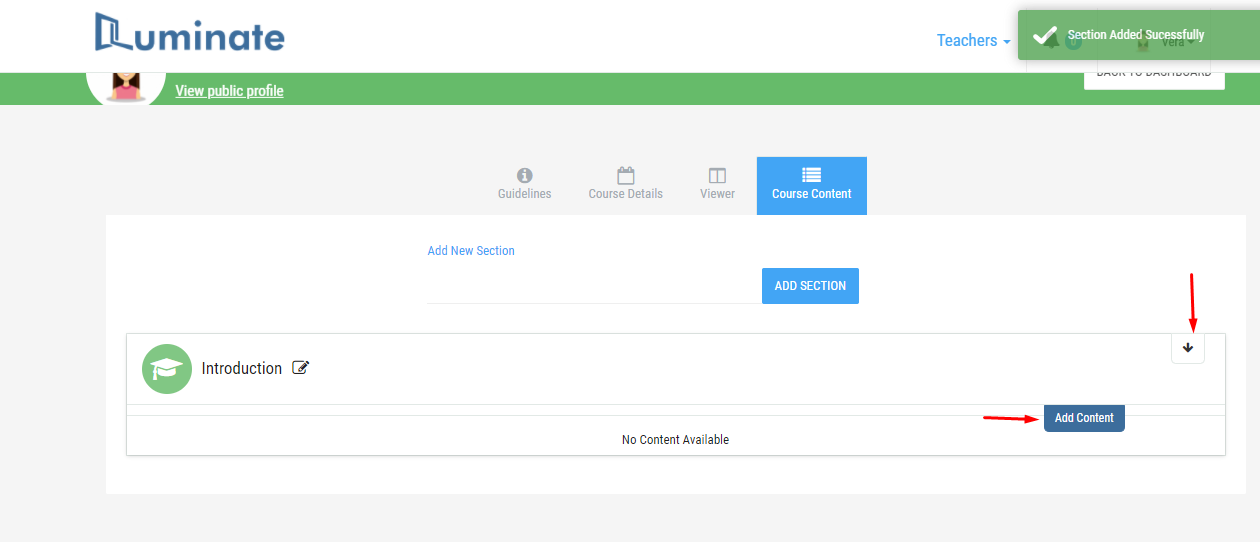 Luminate
Teachers
Section Added Sucessfully
Vera
View public profile
BACK TO DASHBOARD
Guidelines
Course Details
Viewer
Course Content
Add New Section
ADD SECTION
Introduction
Add Content
No Content Available